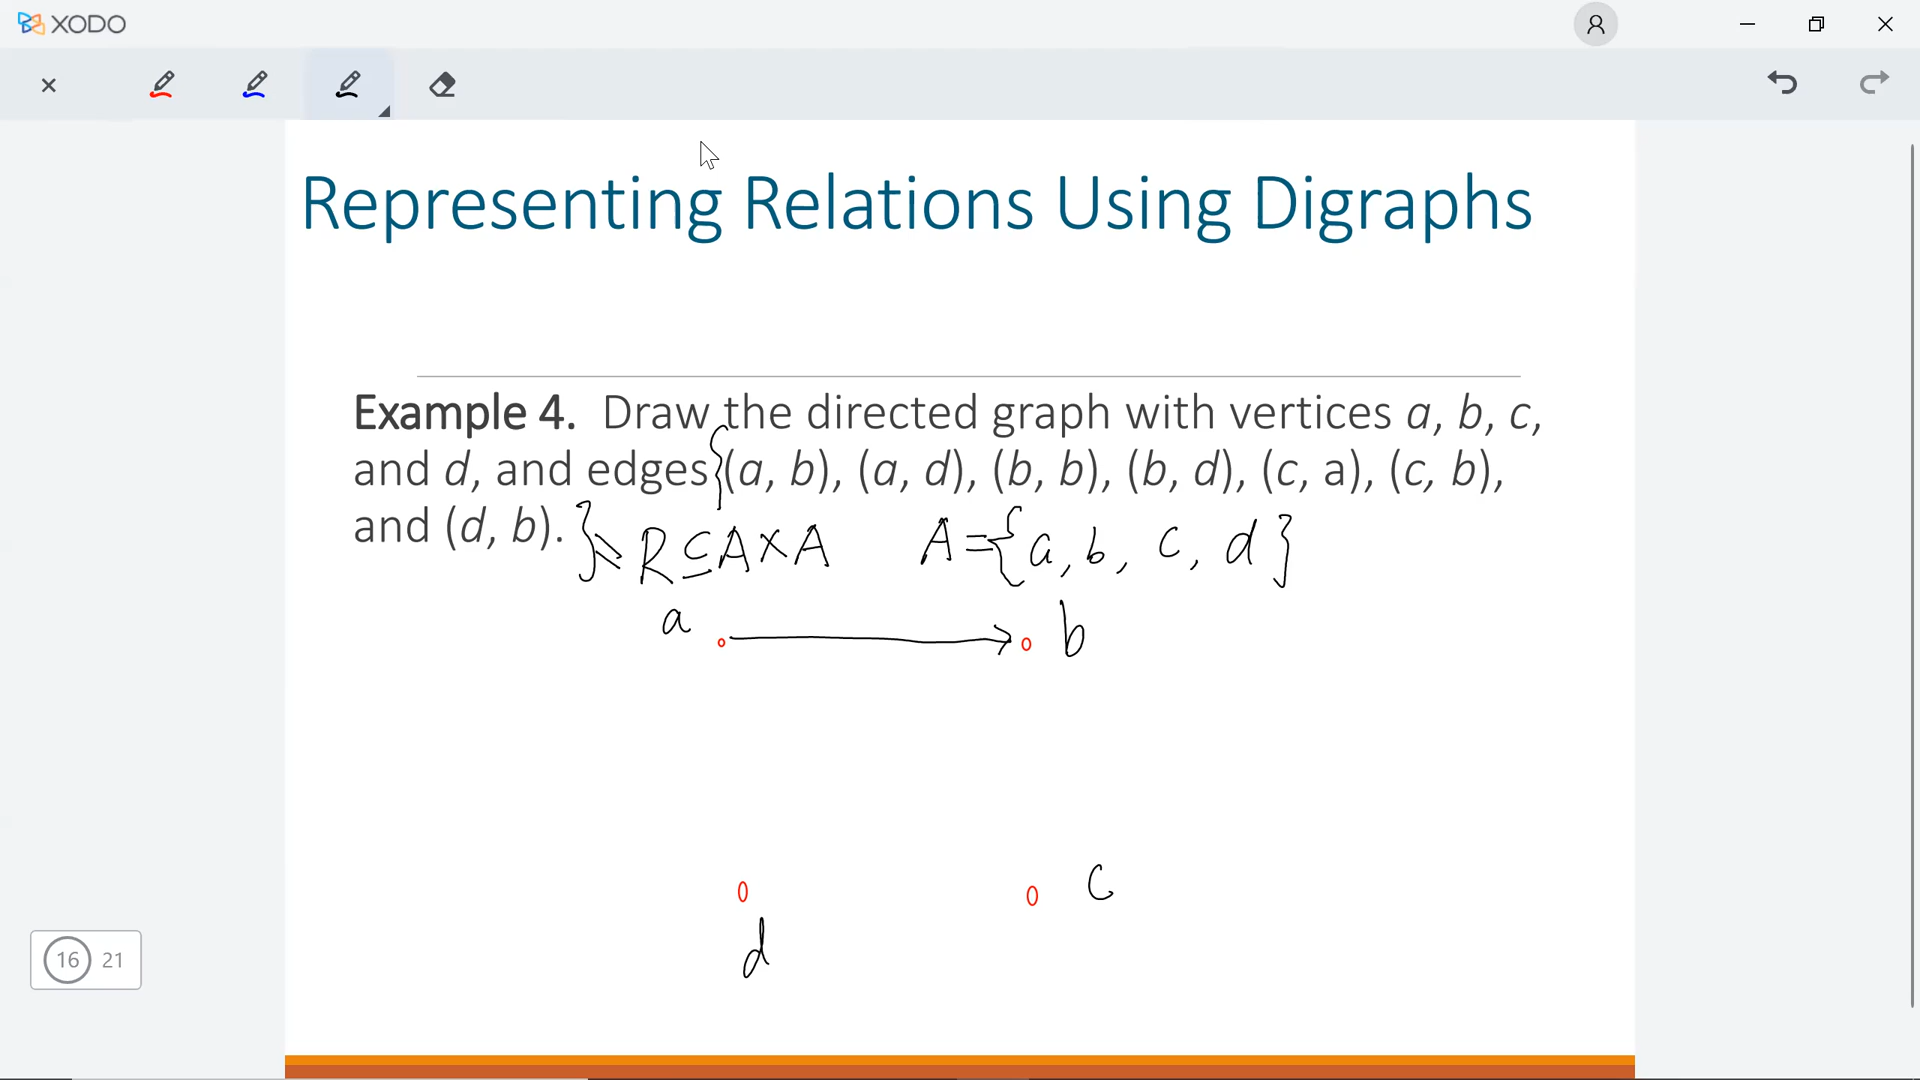 XODO
Representing Relations Using Digraphs
Example 4. Draw the directed graph with vertices a, b, c,
and d, and edges {(a, b), (a, d), (b, b), (b, d), (c, a), (c, b),
and (d, b). } R ⊆ A × A A = { a, b, c, d }
a b
c
d
16 21